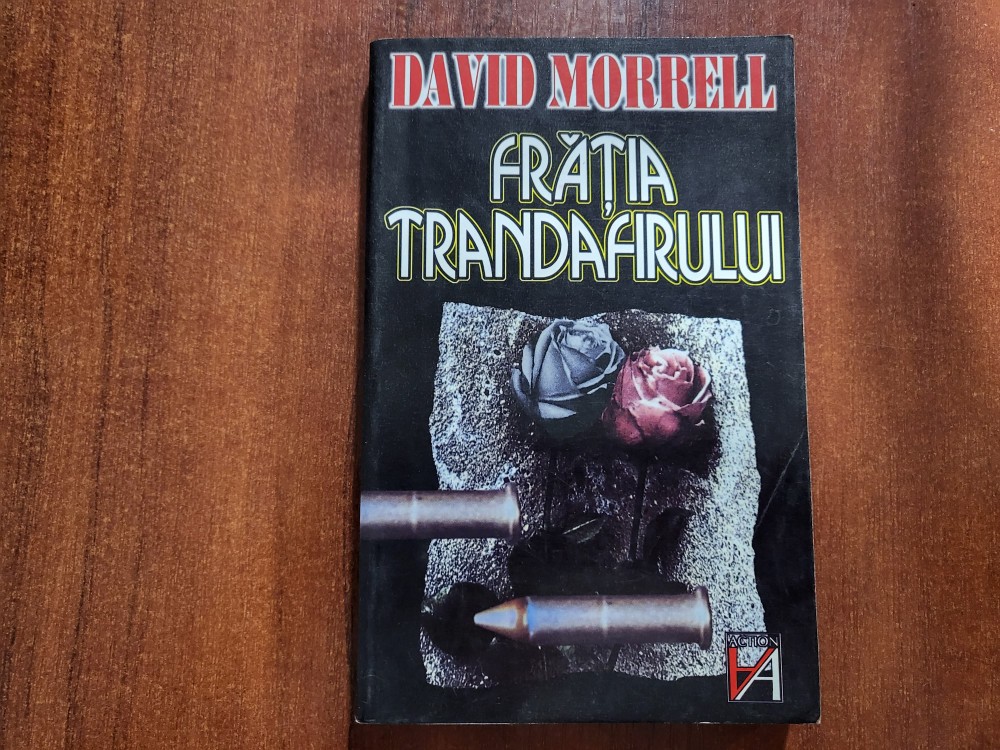 DAVID MORRELL
FRĂȚIA
TRANDAFIRULUI
ACTION